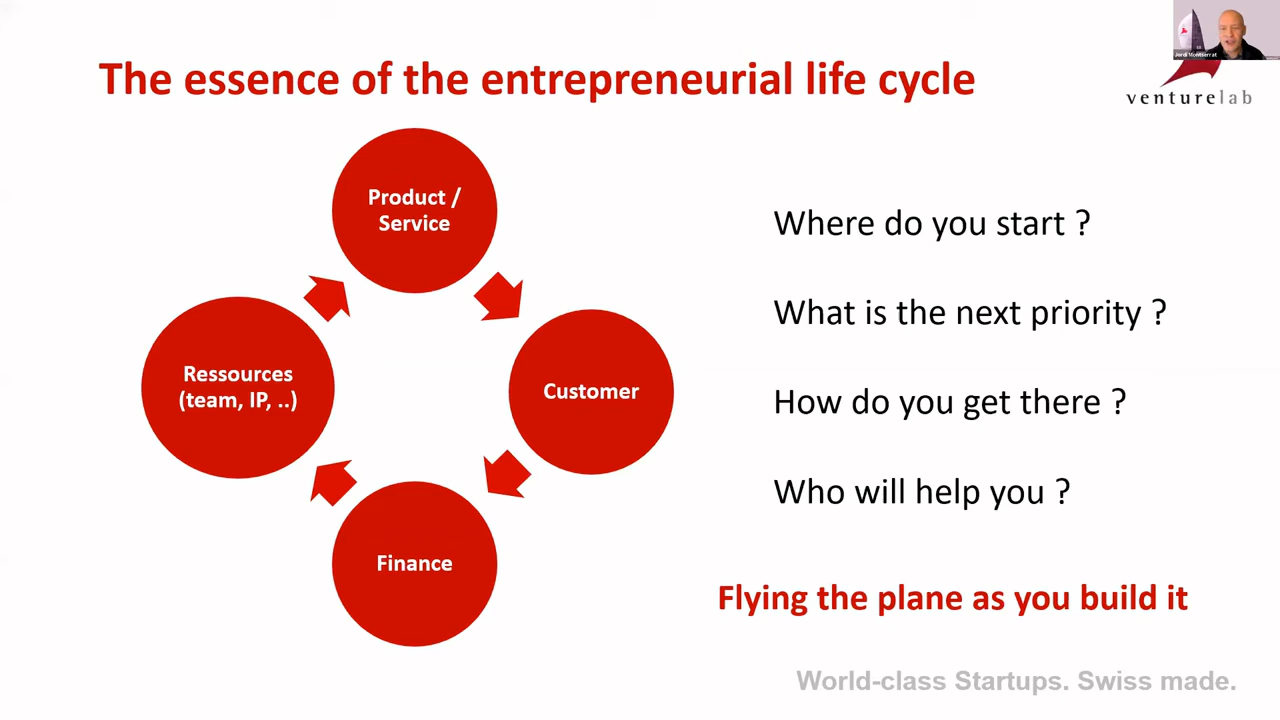 The essence of the entrepreneurial life cycle
Jordi Montserrat
venturelab
Product /
Service
Ressources
(team, IP, ..)
Customer
Finance
Where do you start ?
What is the next priority ?
How do you get there ?
Who will help you ?
Flying the plane as you build it
World-class Startups. Swiss made.